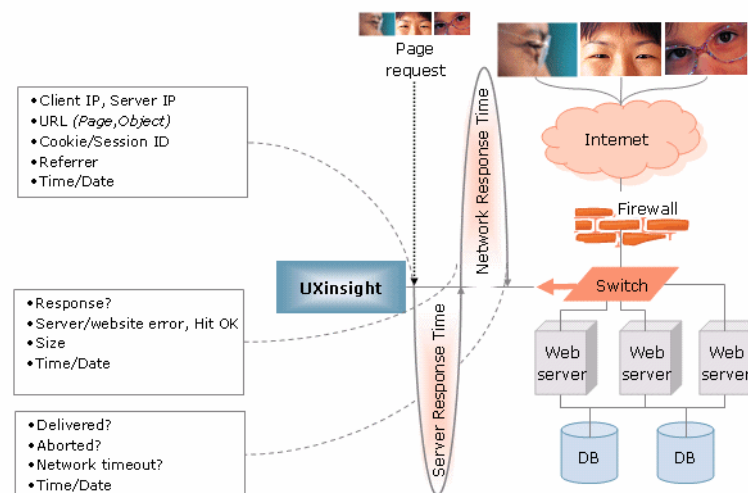 Page
request
• Client IP, Server IP
• URL (Page,Object)
• Cookie/Session ID
• Referrer
• Time/Date
Network Response Time
Internet
Firewall
UXinsight
Switch
• Response?
• Server/website error, Hit OK
• Size
• Time/Date
Server Response Time
Web
server
Web
server
Web
server
• Delivered?
• Aborted?
• Network timeout?
• Time/Date
DB
DB